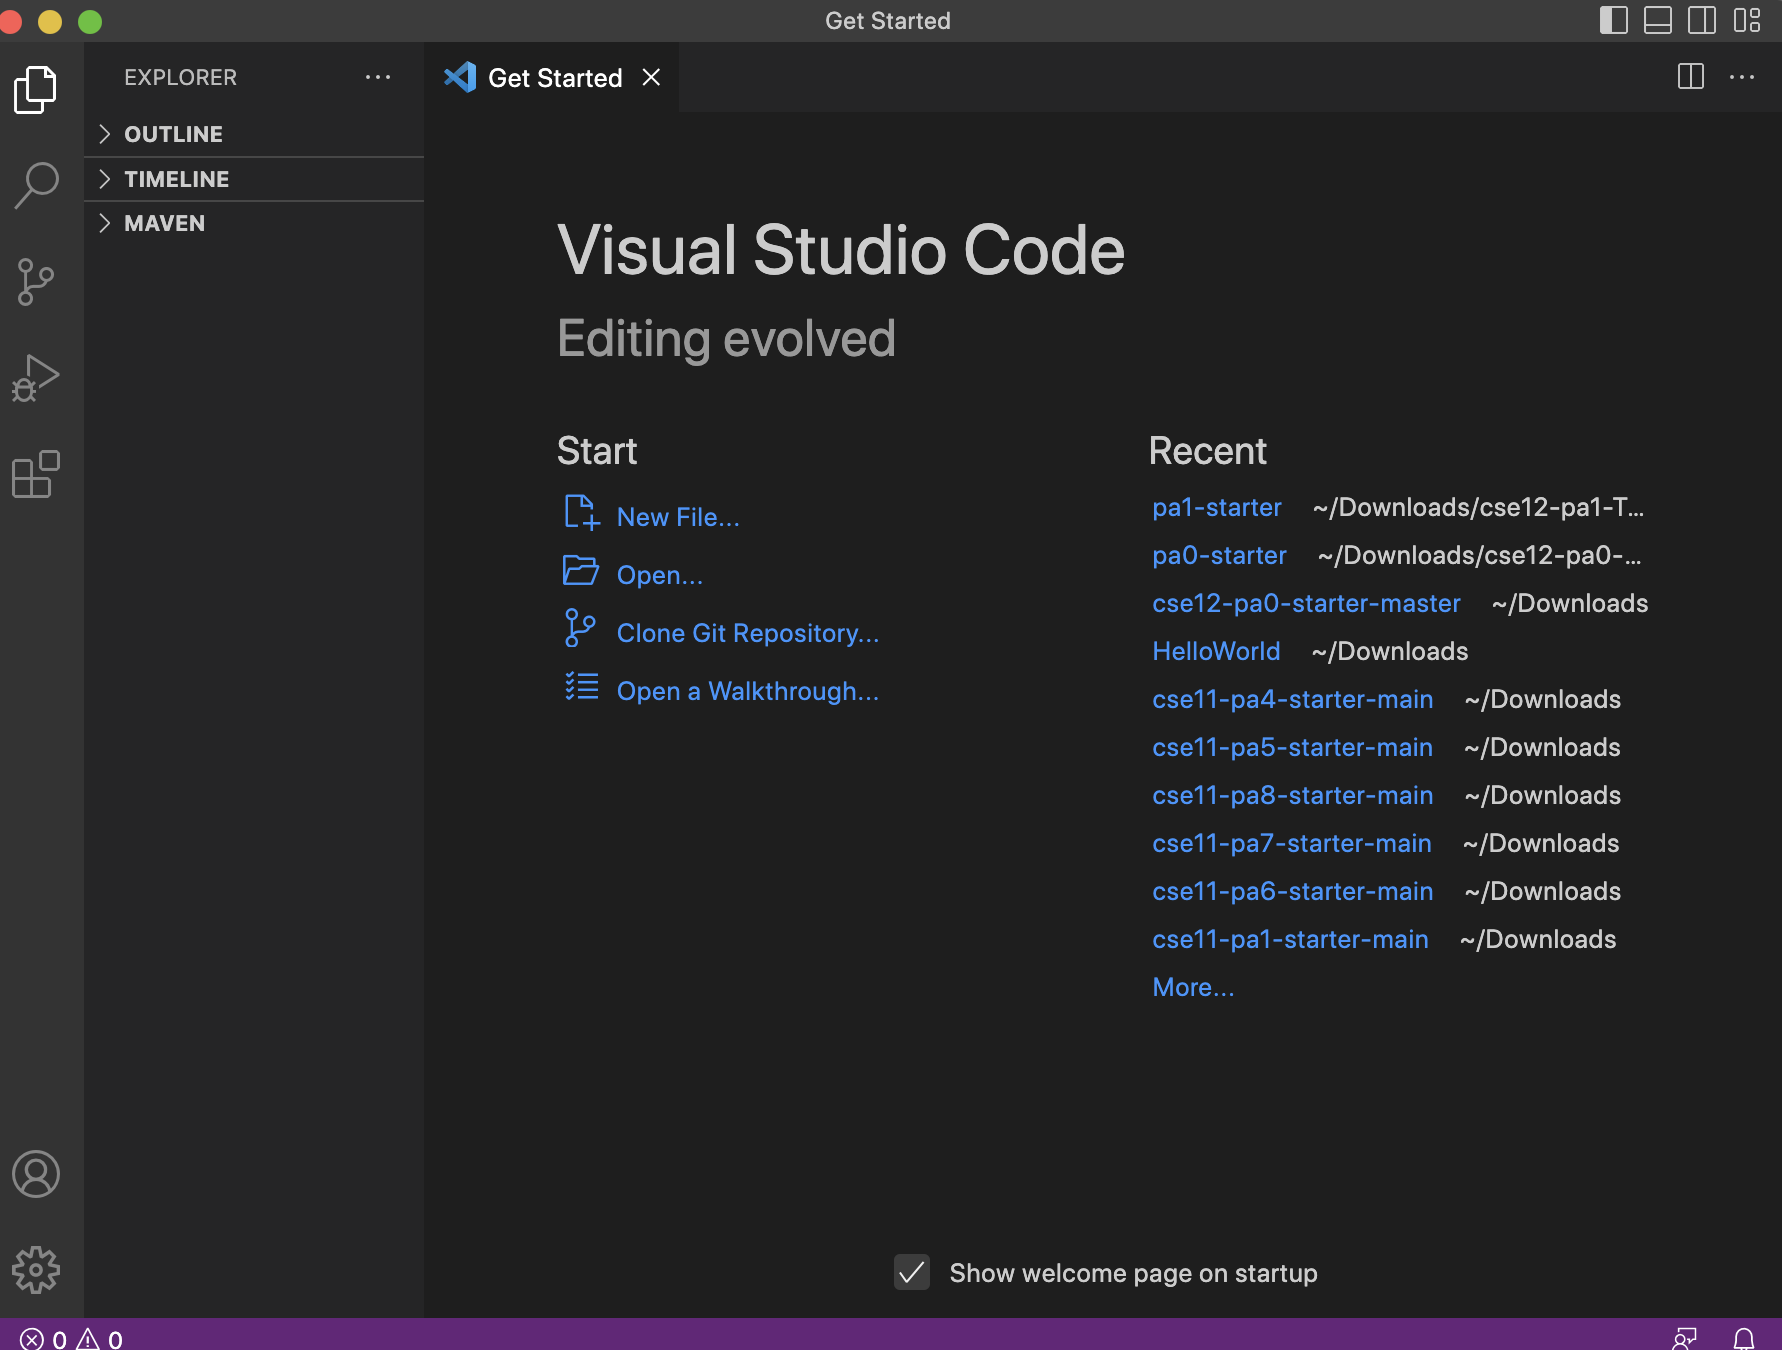 Get Started
EXPLORER
OUTLINE
TIMELINE
MAVEN
Get Started
Visual Studio Code
Editing evolved
Start
New File...
Open...
Clone Git Repository...
Open a Walkthrough...
Recent
pa1-starter ~/Downloads/cse12-pa1-T...
pa0-starter ~/Downloads/cse12-pa0-...
cse12-pa0-starter-master ~/Downloads
HelloWorld ~/Downloads
cse11-pa4-starter-main ~/Downloads
cse11-pa5-starter-main ~/Downloads
cse11-pa8-starter-main ~/Downloads
cse11-pa7-starter-main ~/Downloads
cse11-pa6-starter-main ~/Downloads
cse11-pa1-starter-main ~/Downloads
More...
Show welcome page on startup
0 0